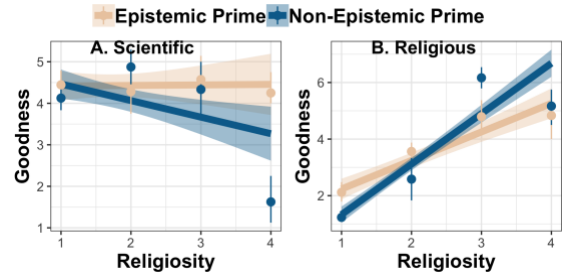 Epistemic Prime Non-Epistemic Prime
A. Scientific
B. Religious
Goodness
5
4
3
2
1
1 2 3 4
Religiosity
Goodness
6
4
2
1 2 3 4
Religiosity